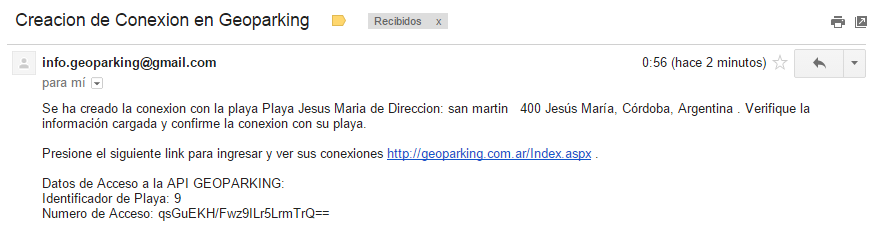 Creacion de Conexion en Geoparking
Recibidos x
info.geoparking@gmail.com
0:56 (hace 2 minutos)
para mí
Se ha creado la conexion con la playa Playa Jesus Maria de Direccion: san martin 400 Jesús María, Córdoba, Argentina . Verifique la
información cargada y confirme la conexion con su playa.
Presione el siguiente link para ingresar y ver sus conexiones http://geoparking.com.ar/Index.aspx .
Datos de Acceso a la API GEOPARKING:
Identificador de Playa: 9
Numero de Acceso: qsGuEKH/Fwz9ILr5LrmTrQ==